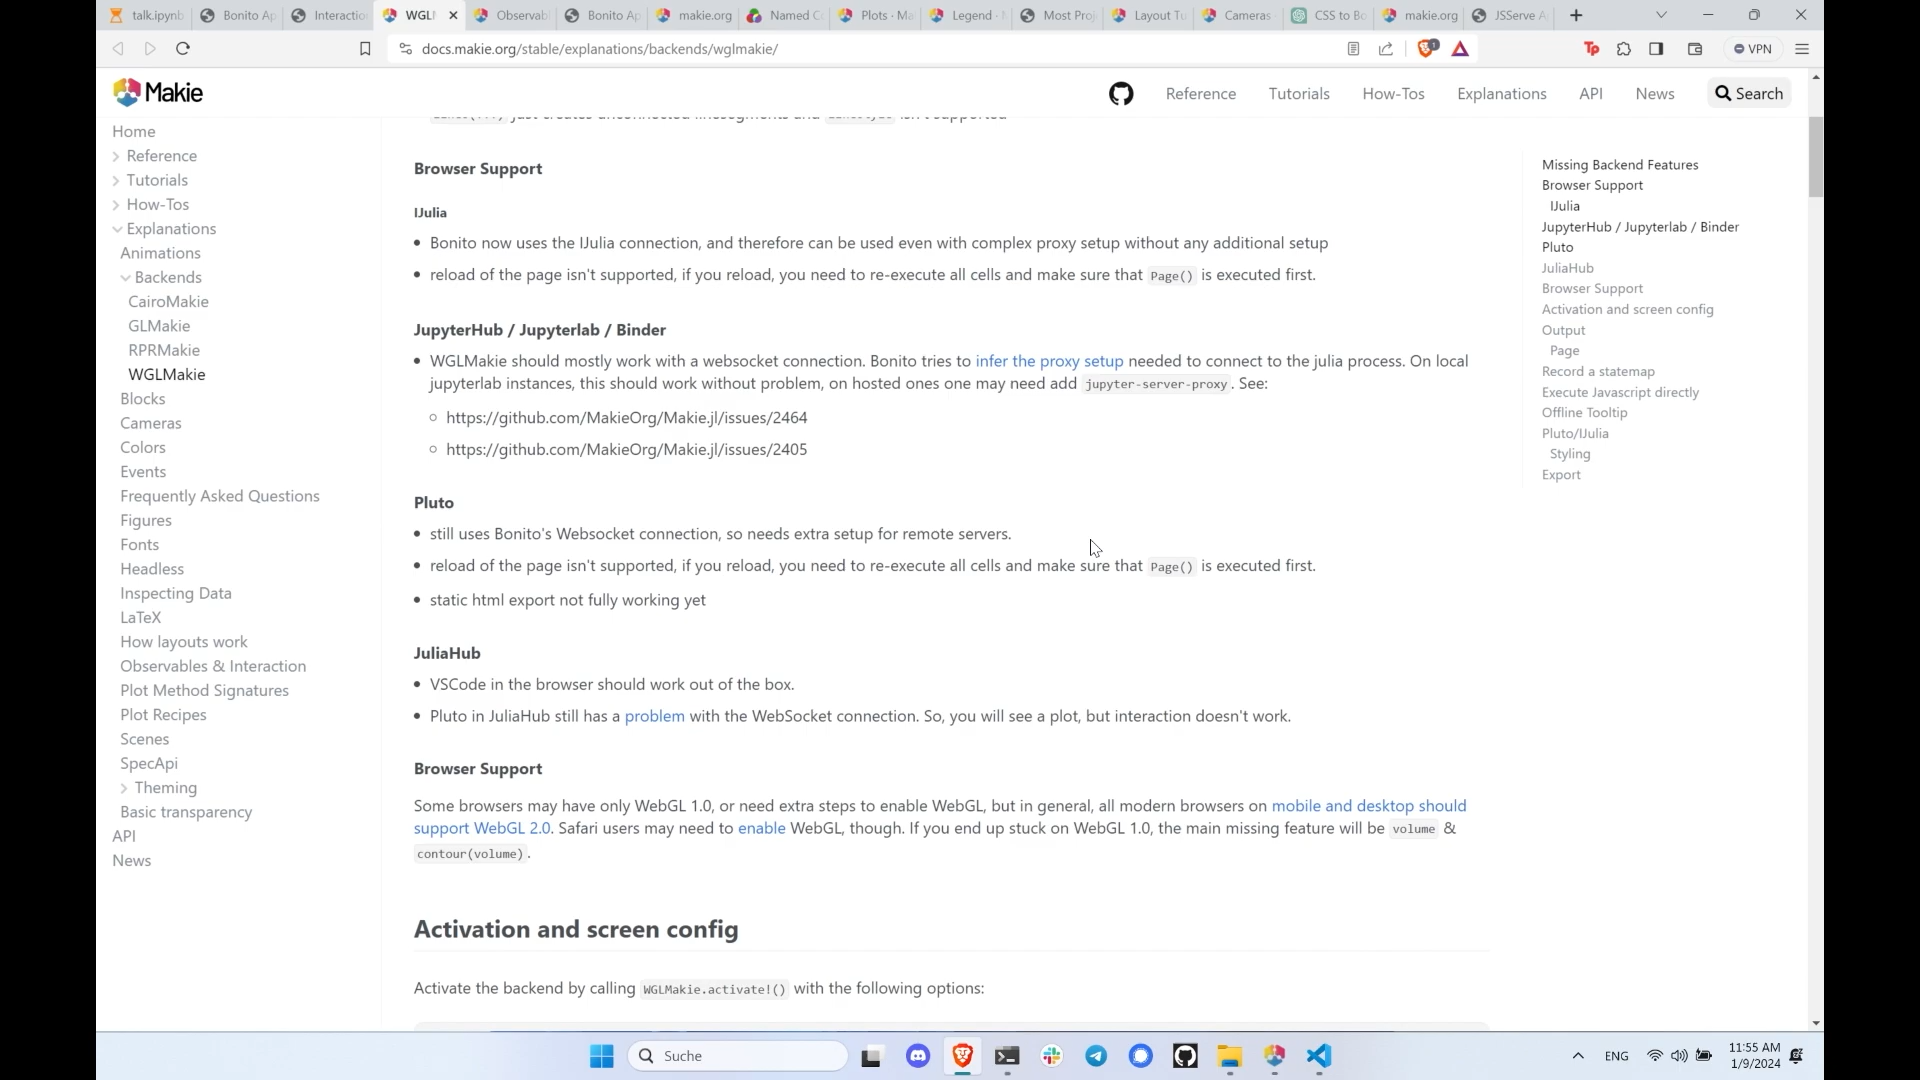 talk.ipynb
Bonito Ap
Interaction
WGL
Observab
Bonito Ap
makie.org
Named Co
Plots · Ma
Legend ·
Most Proj
Layout Tu
Cameras
CSS to Bo
makie.org
JSServe A
docs.makie.org/stable/explanations/backends/wglmakie/
1
Tp
VPN
Makie
Reference
Tutorials
How-Tos
Explanations
API
News
Search
just creates unconnected linesegments and linestyle isn't supported
Home
Reference
Tutorials
How-Tos
Explanations
Animations
Backends
CairoMakie
GLMakie
RPRMakie
WGLMakie
Blocks
Cameras
Colors
Events
Frequently Asked Questions
Figures
Fonts
Headless
Inspecting Data
LaTeX
How layouts work
Observables & Interaction
Plot Method Signatures
Plot Recipes
Scenes
SpecApi
Theming
Basic transparency
API
News
Browser Support
IJulia
• Bonito now uses the IJulia connection, and therefore can be used even with complex proxy setup without any additional setup
• reload of the page isn't supported, if you reload, you need to re-execute all cells and make sure that Page() is executed first.
JupyterHub / Jupyterlab / Binder
• WGLMakie should mostly work with a websocket connection. Bonito tries to infer the proxy setup needed to connect to the julia process. On local
jupyterlab instances, this should work without problem, on hosted ones one may need add jupyter-server-proxy. See:
https://github.com/MakieOrg/Makie.jl/issues/2464
https://github.com/MakieOrg/Makie.jl/issues/2405
Pluto
• still uses Bonito's Websocket connection, so needs extra setup for remote servers.
• reload of the page isn't supported, if you reload, you need to re-execute all cells and make sure that Page() is executed first.
• static html export not fully working yet
JuliaHub
• VSCode in the browser should work out of the box.
• Pluto in JuliaHub still has a problem with the WebSocket connection. So, you will see a plot, but interaction doesn't work.
Browser Support
Some browsers may have only WebGL 1.0, or need extra steps to enable WebGL, but in general, all modern browsers on mobile and desktop should
support WebGL 2.0. Safari users may need to enable WebGL, though. If you end up stuck on WebGL 1.0, the main missing feature will be volume &
contour(volume).
Activation and screen config
Activate the backend by calling WGLMakie.activate!() with the following options:
Missing Backend Features
Browser Support
IJulia
JupyterHub / Jupyterlab / Binder
Pluto
JuliaHub
Browser Support
Activation and screen config
Output
Page
Record a statemap
Execute Javascript directly
Offline Tooltip
Pluto/IJulia
Styling
Export
Suche
ENG
11:55 AM
1/9/2024